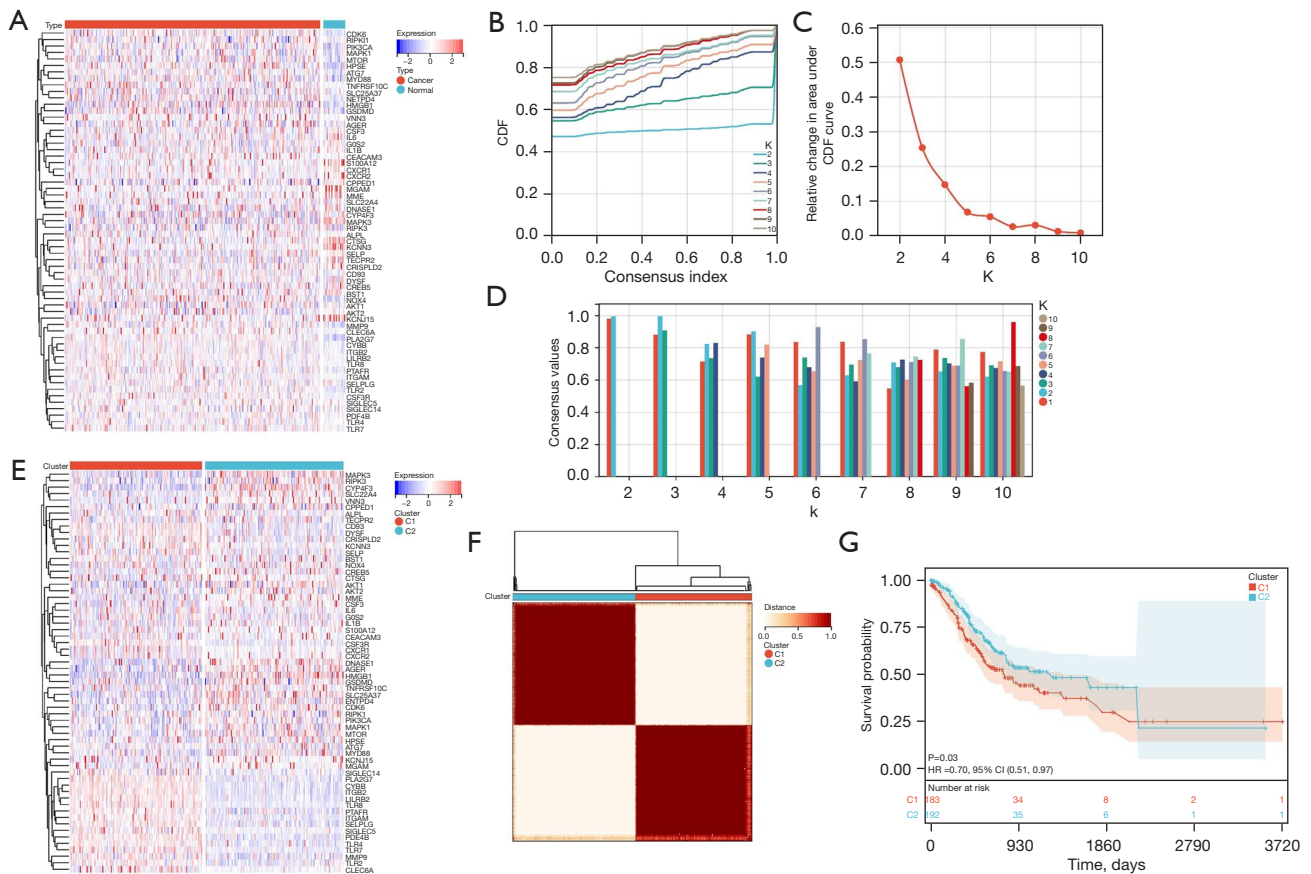 A
Type
CDK6
RIPK1
PIK3CA
MAPK1
MTOR
HPSE
ATG7
MYD88
TNFRSF10C
SLC25A37
HMGB1
GSDMD
VNN3
AGER
CSF3
IL6
G0S2
IL1B
CEACAM3
S100A12
CXCR1
CXCR2
CPPED1
MGAM
MME
SLC22A4
DNASE1
CYP4F3
MAPK3
RIPK3
ALPL
CTSG
KCNN3
SELP
TECPR2
CRISPLD2
CD93
DYSF
CREB5
BST1
NOX4
AKT1
AKT2
KCNJ15
MMP9
CLEC6A
PLA2G7
CYBB
ITGB2
LILRB2
TLR8
PTAFR
ITGAM
SELPLG
TLR2
CSF3R
SIGLEC5
SIGLEC14
TLR4
TLR7
Expression
−2 0 2
Type
Cancer
Normal
B
CDF
1.0
0.8
0.6
0.4
0.2
0.0
0.0 0.2 0.4 0.6 0.8 1.0
Consensus index
K
2
3
4
5
6
7
8
9
10
C
Relative change in area under
CDF curve
0.6
0.5
0.4
0.3
0.2
0.1
0.0
2 4 6 8 10
K
D
Consensus values
1.0
0.8
0.6
0.4
0.2
0.0
2 3 4 5 6 7 8 9 10
k
K
10
9
8
7
6
5
4
3
2
1
E
Cluster
MAPK3
RIPK3
CYP4F3
SLC22A4
VNN3
CPPED1
ALPL
TECPR2
CD93
DYSF
CRISPLD2
KCNN3
SELP
BST1
NOX4
CREB5
CTSG
AKT1
AKT2
MME
CSF3
IL6
G0S2
IL1B
S100A12
CEACAM3
CSF3R
CXCR1
CXCR2
DNASE1
AGER
HMGB1
GSDMD
TNFRSF10C
SLC25A37
ENTPD4
CDK6
RIPK1
PIK3CA
MAPK1
MTOR
HPSE
ATG7
MYD88
KCNJ15
MGAM
SIGLEC14
PLA2G7
CYBB
ITGB2
LILRB2
TLR8
PTAFR
ITGAM
SELPLG
SIGLEC5
PDE4B
TLR4
TLR7
MMP9
TLR2
CLEC6A
Expression
−2 0 2
Cluster
C1
C2
F
Cluster
Distance
0.0 0.5 1.0
Cluster
C1
C2
G
Survival probability
1.00
0.75
0.50
0.25
0.00
Cluster
C1
C2
P=0.03
HR =0.70, 95% CI (0.51, 0.97)
Number at risk
C1 183 34 8 2 1
C2 192 35 6 1 1
0 930 1860 2790 3720
Time, days